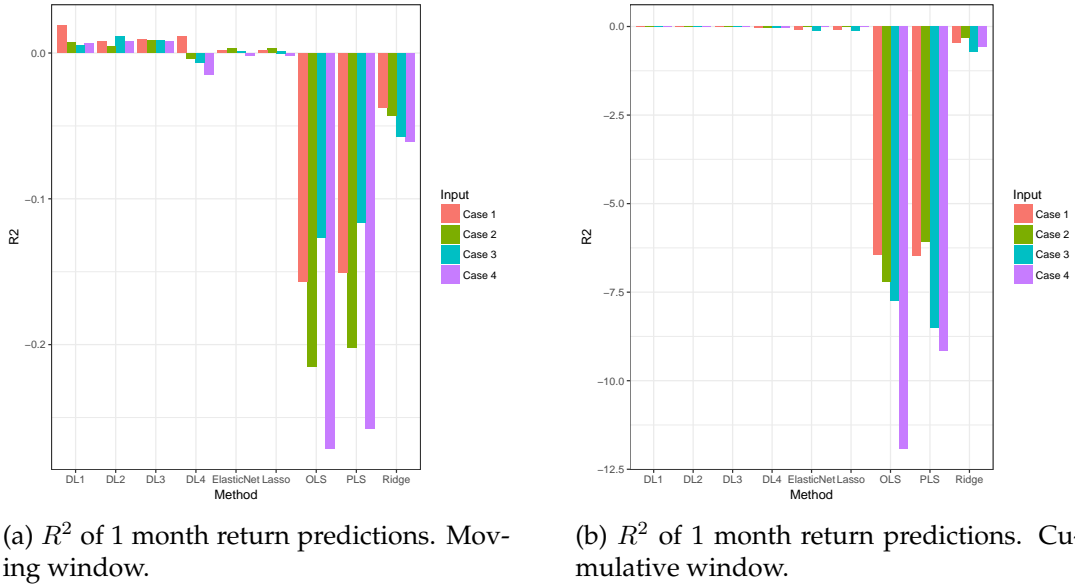 0.0
−0.1
−0.2
R2
DL1 DL2 DL3 DL4 ElasticNet Lasso OLS PLS Ridge
Method
Input
Case 1
Case 2
Case 3
Case 4
(a) R² of 1 month return predictions. Mov-
ing window.
0.0
−2.5
−5.0
−7.5
−10.0
−12.5
R2
DL1 DL2 DL3 DL4 ElasticNet Lasso OLS PLS Ridge
Method
Input
Case 1
Case 2
Case 3
Case 4
(b) R² of 1 month return predictions. Cu-
mulative window.